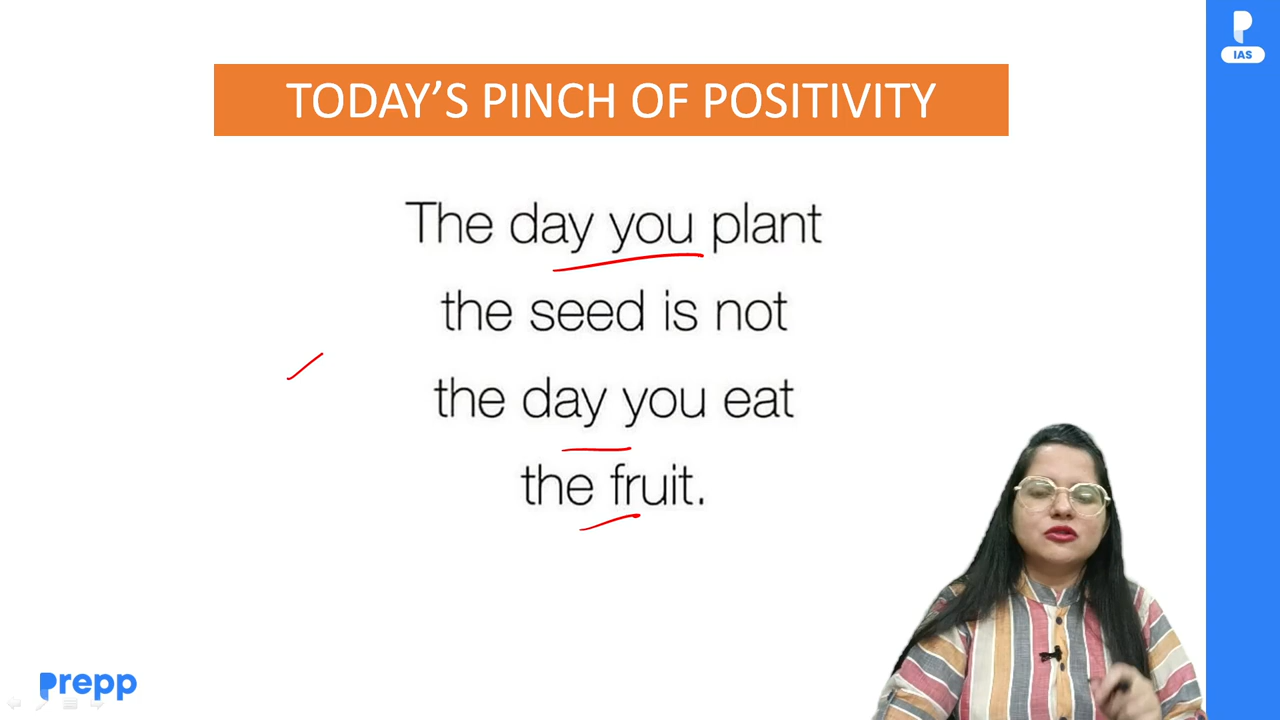 IAS
TODAY'S PINCH OF POSITIVITY
The day you plant
the seed is not
the day you eat
the fruit.
prepp